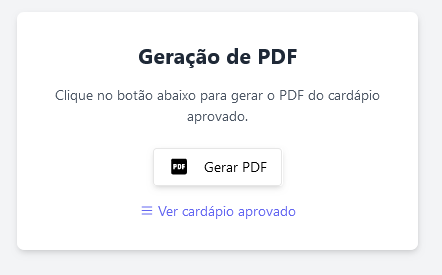 Geração de PDF
Clique no botão abaixo para gerar o PDF do cardápio
aprovado.
PDF Gerar PDF
Ver cardápio aprovado